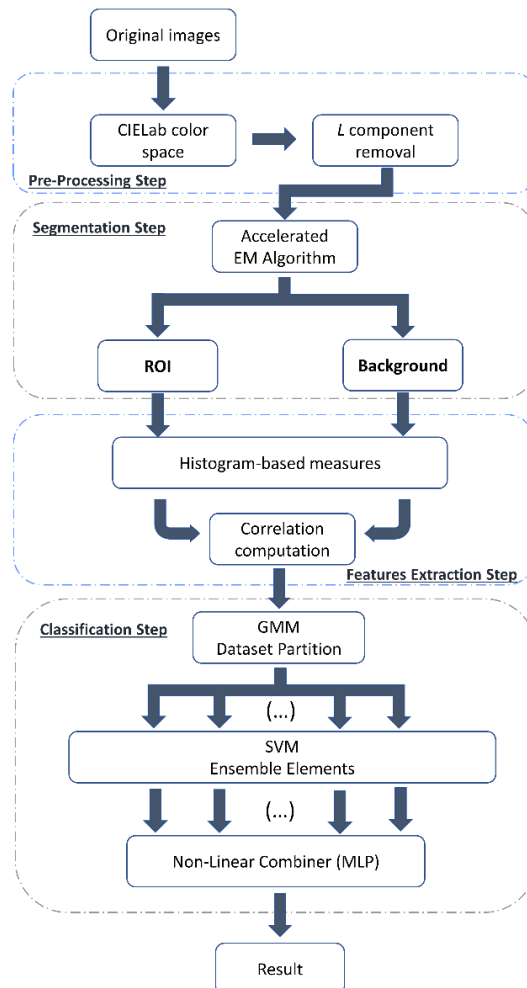 Original images
CIELab color
space
L component
removal
Pre-Processing Step
Segmentation Step
Accelerated
EM Algorithm
ROI
Background
Histogram-based measures
Correlation
computation
Features Extraction Step
Classification Step
GMM
Dataset Partition
(...)
SVM
Ensemble Elements
(...)
Non-Linear Combiner (MLP)
Result